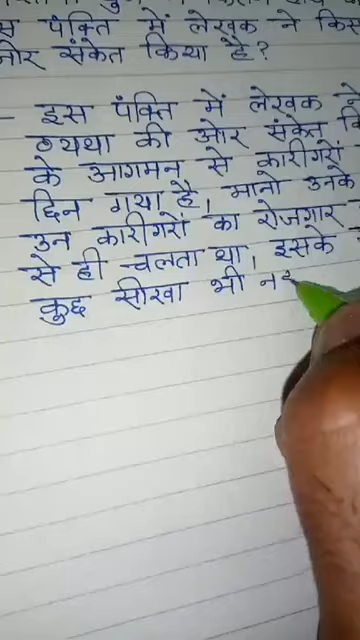 पंक्ति में लेखक ने किस
ओर संकेत किया है?
इस पंक्ति में लेखक ने
व्यथा की ओर संकेत कि
के आगमन से कारीगरों
छिन गया है, मानो उनके
उन कारीगरों का रोजगार
से ही चलता था, इसके
कुछ सीखा भी